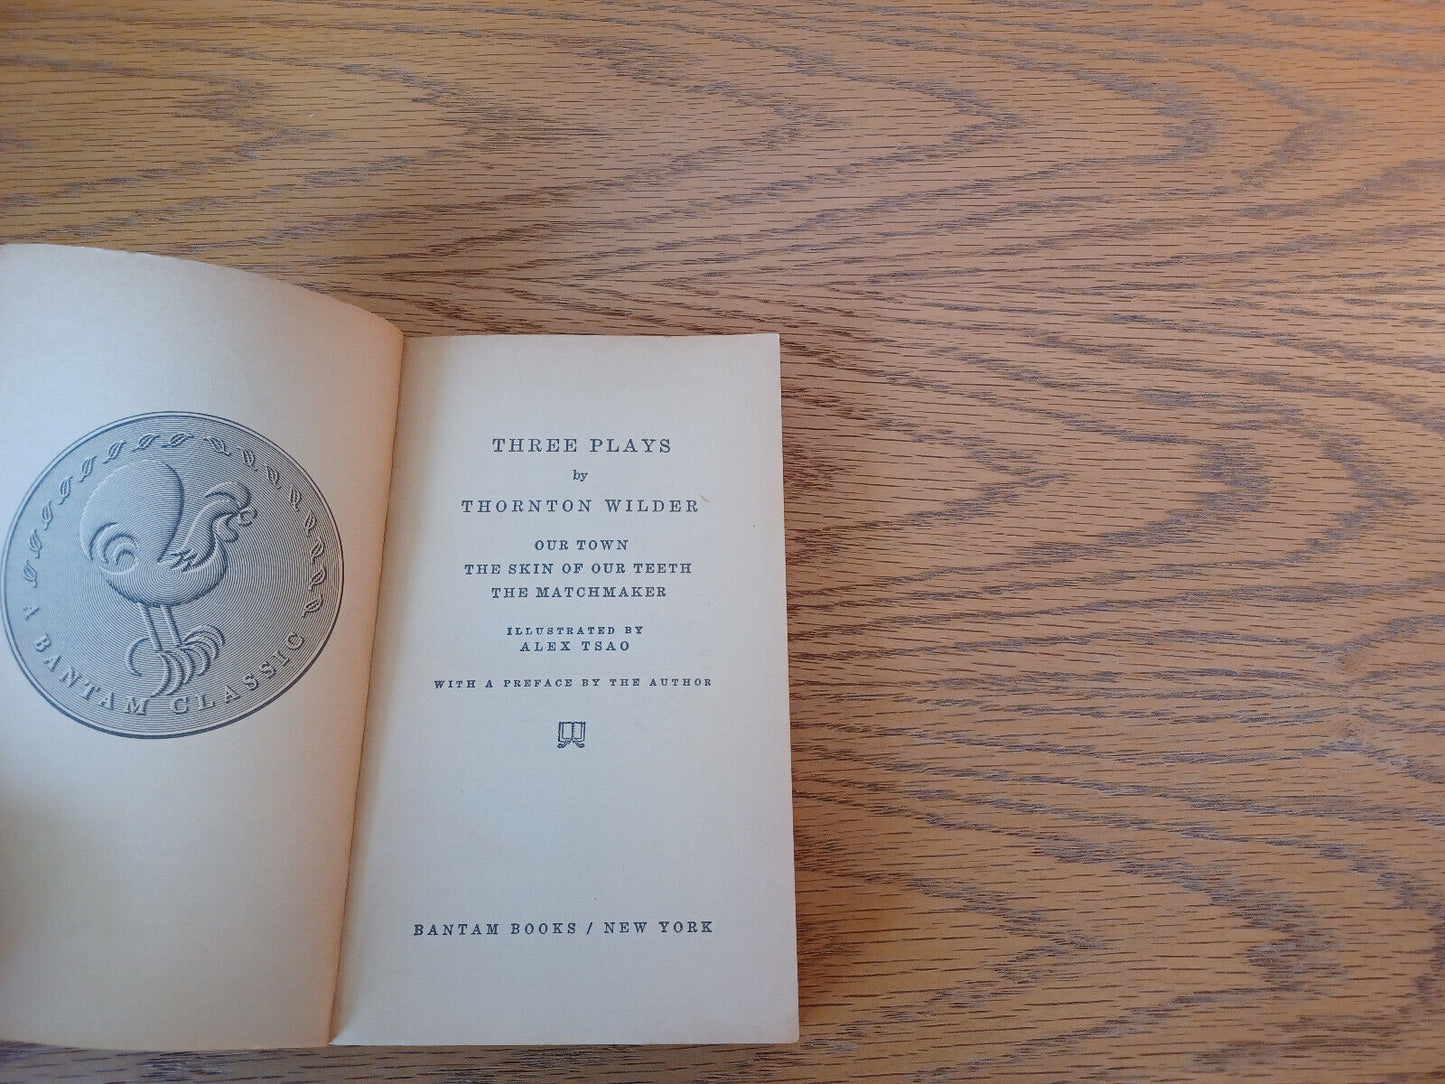 A BANTAM CLASSIC
THREE PLAYS
by
THORNTON WILDER
OUR TOWN
THE SKIN OF OUR TEETH
THE MATCHMAKER
ILLUSTRATED BY
ALEX TSAO
WITH A PREFACE BY THE AUTHOR
BANTAM BOOKS / NEW YORK